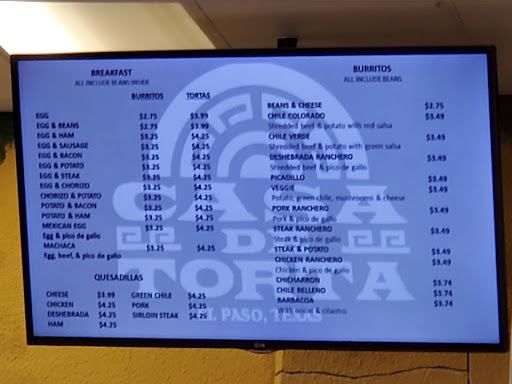 BREAKFAST
ALL INCLUDE BEANS INSIDE
BURRITOS TORTAS
EGG $2.75 $3.99
EGG & BEANS $2.75 $3.99
EGG & HAM $3.25 $4.25
EGG & SAUSAGE $3.25 $4.25
EGG & BACON $3.25 $4.25
EGG & POTATO $3.25 $4.25
EGG & STEAK $3.25 $4.25
EGG & CHORIZO $3.25 $4.25
CHORIZO & POTATO $3.25 $4.25
POTATO & BACON $3.25 $4.25
POTATO & HAM $3.25 $4.25
MEXICAN EGG $3.25 $4.25
Egg & pico de gallo
MACHACA $3.25 $4.25
Egg, beef, & pico de gallo
QUESADILLAS
CHEESE $3.99 GREEN CHILE $4.25
CHICKEN $4.25 PORK $4.25
DESHEBRADA $4.25 SIRLOIN STEAK $4.25
HAM $4.25
BURRITOS
ALL INCLUDE BEANS
BEANS & CHEESE $2.75
CHILE COLORADO $3.49
Shredded beef & potato with red salsa
CHILE VERDE $3.49
Shredded beef & potato with green salsa
DESHEBRADA RANCHERO $3.49
Shredded beef & pico de gallo
PICADILLO $3.49
VEGGIE $3.49
Potato, green chile, mushrooms & cheese
PORK RANCHERO $3.49
Pork & pico de gallo
STEAK RANCHERO $3.49
Steak & pico de gallo
STEAK & POTATO $3.49
CHICKEN RANCHERO $3.49
Chicken & pico de gallo
CHICHARRON $3.74
CHILE RELLENO $3.74
BARBACOA $3.74
With onion & cilantro
CASA
DE
TORTA
EL PASO, TEXAS